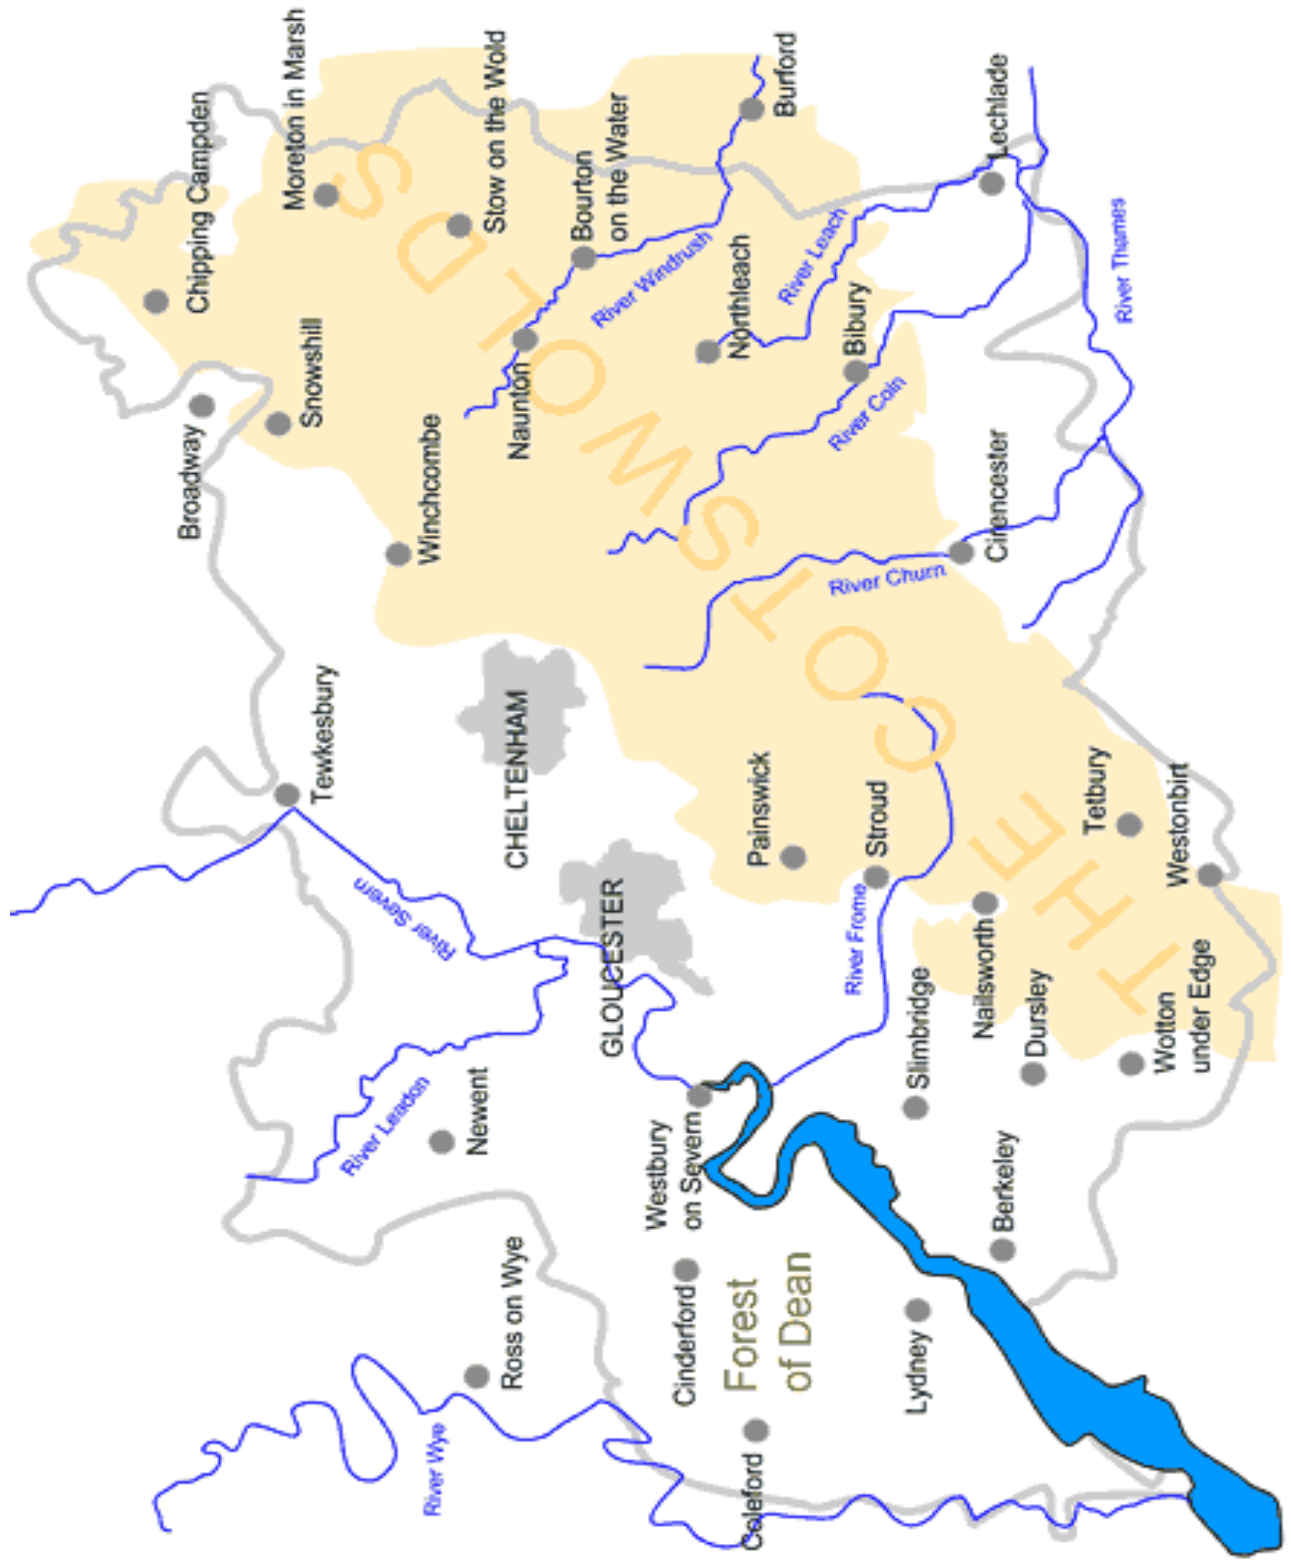 Chipping Campden
Moreton in Marsh
Broadway
Snowshill
Stow on the Wold
Winchcombe
Naunton
Bourton
on the Water
River Windrush
Burford
Tewkesbury
CHELTENHAM
River Severn
Northleach
River Leach
Bibury
River Coln
Lechlade
River Thames
River Churn
Cirencester
THE COTSWOLDS
GLOUCESTER
Painswick
Stroud
River Frome
Tetbury
Westonbirt
Nailsworth
Slimbridge
Dursley
Wotton
under Edge
Berkeley
River Leadon
Newent
Westbury
on Severn
Ross on Wye
River Wye
Cinderford
Forest
of Dean
Coleford
Lydney